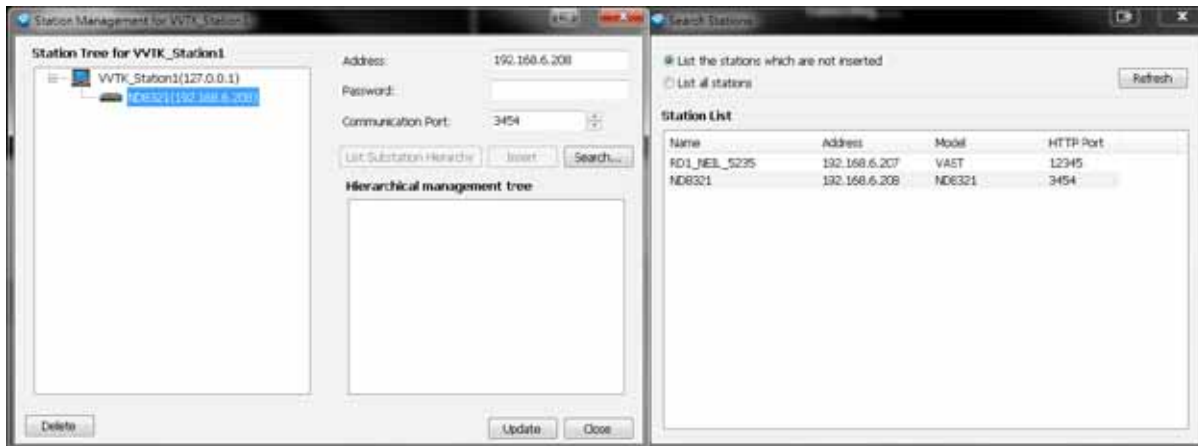 Station Management for VVTK_Station1
Station Tree for VVTK_Station1
VVTK_Station1(127.0.0.1)
ND8321(192.168.6.208)
Address: 192.168.6.208
Password:
Communication Port: 3454
List Substation Hierarchy Insert Search...
Hierarchical management tree
Delete
Update Close
Search Stations
List the stations which are not inserted
List all stations
Refresh
Station List
Name Address Model HTTP Port
RD1_NEIL_5235 192.168.6.207 VAST 12345
ND8321 192.168.6.208 ND8321 3454